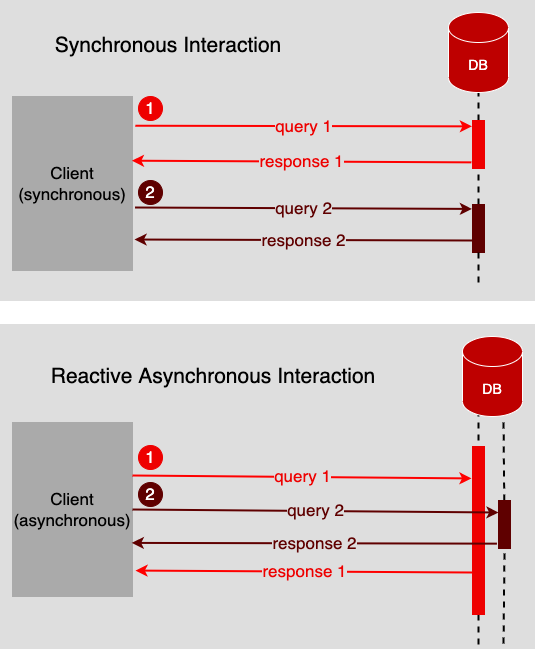 Synchronous Interaction
DB
1
query 1
response 1
Client
(synchronous)
2
query 2
response 2
Reactive Asynchronous Interaction
DB
1
query 1
2
query 2
Client
(asynchronous)
response 2
response 1